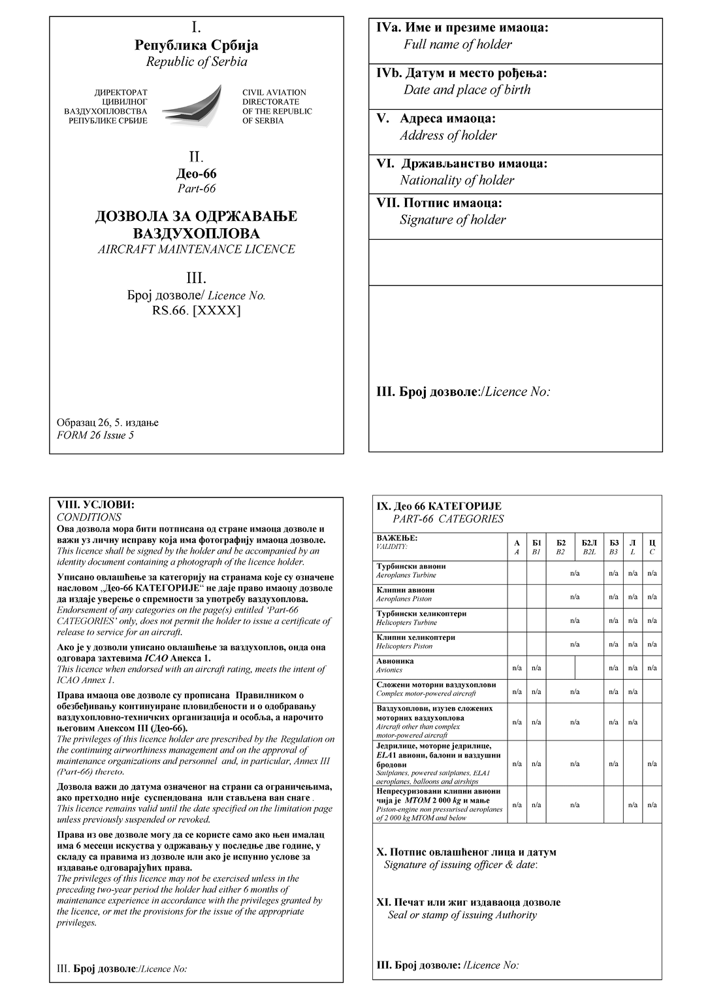 I.
Република Србија
Republic of Serbia
ДИРЕКТОРАТ
ЦИВИЛНОГ
ВАЗДУХОПЛОВСТВА
РЕПУБЛИКЕ СРБИЈЕ
CIVIL AVIATION
DIRECTORATE
OF THE REPUBLIC
OF SERBIA
II.
Део-66
Part-66
ДОЗВОЛА ЗА ОДРЖАВАЊЕ
ВАЗДУХОПЛОВА
AIRCRAFT MAINTENANCE LICENCE
III.
Број дозволе/ Licence No.
RS.66. [XXXX]
Образац 26, 5. издање
FORM 26 Issue 5
IVa. Име и презиме имаоца:
Full name of holder
IVb. Датум и место рођења:
Date and place of birth
V. Адреса имаоца:
Address of holder
VI. Држављанство имаоца:
Nationality of holder
VII. Потпис имаоца:
Signature of holder
III. Број дозволе:/Licence No:
VIII. УСЛОВИ:
CONDITIONS
Ова дозвола мора бити потписана од стране имаоца дозволе и
важи уз личну исправу која има фотографију имаоца дозволе.
This licence shall be signed by the holder and be accompanied by an
identity document containing a photograph of the licence holder.
Уписано овлашћење за категорију на странама које су означене
насловом „Део-66 КАТЕГОРИЈЕ“ не даје право имаоцу дозволе
да издаје уверење о спремности за употребу ваздухоплова.
Endorsement of any categories on the page(s) entitled ‘Part-66
CATEGORIES’ only, does not permit the holder to issue a certificate of
release to service for an aircraft.
Ако је у дозволи уписано овлашћење за ваздухоплов, онда она
одговара захтевима ICAO Анекса 1.
This licence when endorsed with an aircraft rating, meets the intent of
ICAO Annex 1.
Права имаоца ове дозволе су прописана Правилником о
обезбеђивању континуиране пловидбености и о одобравању
ваздухопловно-техничких организација и особља, а нарочито
његовим Анексом III (Део-66).
The privileges of this licence holder are prescribed by the Regulation on
the continuing airworthiness management and on the approval of
maintenance organizations and personnel and, in particular, Annex III
(Part-66) thereto.
Дозвола важи до датума означеног на страни са ограничењима,
ако претходно није суспендована или стављена ван снаге .
This licence remains valid until the date specified on the limitation page
unless previously suspended or revoked.
Права из ове дозволе могу да се користе само ако њен ималац
има 6 месеци искуства у одржавању у последње две године, у
складу са правима из дозволе или ако је испунио услове за
издавање одговарајућих права.
The privileges of this licence may not be exercised unless in the
preceding two-year period the holder had either 6 months of
maintenance experience in accordance with the privileges granted by
the licence, or met the provisions for the issue of the appropriate
privileges.
III. Број дозволе:/Licence No:
IX. Део 66 КАТЕГОРИЈЕ
PART-66 CATEGORIES
ВАЖЕЊЕ: А Б1 Б2 Б2Л Б3 Л Ц
VALIDITY: A B1 B2 B2L B3 L C
Турбински авиони
Aeroplanes Turbine n/a n/a n/a n/a
Клипни авиони
Aeroplanes Piston n/a n/a n/a n/a
Турбински хеликоптери
Helicopters Turbine n/a n/a n/a n/a
Клипни хеликоптери
Helicopters Piston n/a n/a n/a n/a
Авионика
Avionics n/a n/a n/a n/a n/a
Сложени моторни ваздухоплови
Complex motor-powered aircraft n/a n/a n/a n/a n/a
Ваздухоплови, изузев сложених
моторних ваздухоплова
Aircraft other than complex
motor-powered aircraft
n/a n/a n/a n/a n/a
Једрилице, моторне једрилице,
ELA1 авиони, балони и ваздушни
бродови
Sailplanes, powered sailplanes, ELA1
aeroplanes, balloons and airships
n/a n/a n/a n/a n/a
Непресуризовани клипни авиони
чија је MTOM 2 000 kg и мање
Piston-engine non pressurised aeroplanes
of 2 000 kg MTOM and below
n/a n/a n/a n/a n/a
X. Потпис овлашћеног лица и датум
Signature of issuing officer & date:
XI. Печат или жиг издаваоца дозволе
Seal or stamp of issuing Authority
III. Број дозволе: /Licence No: